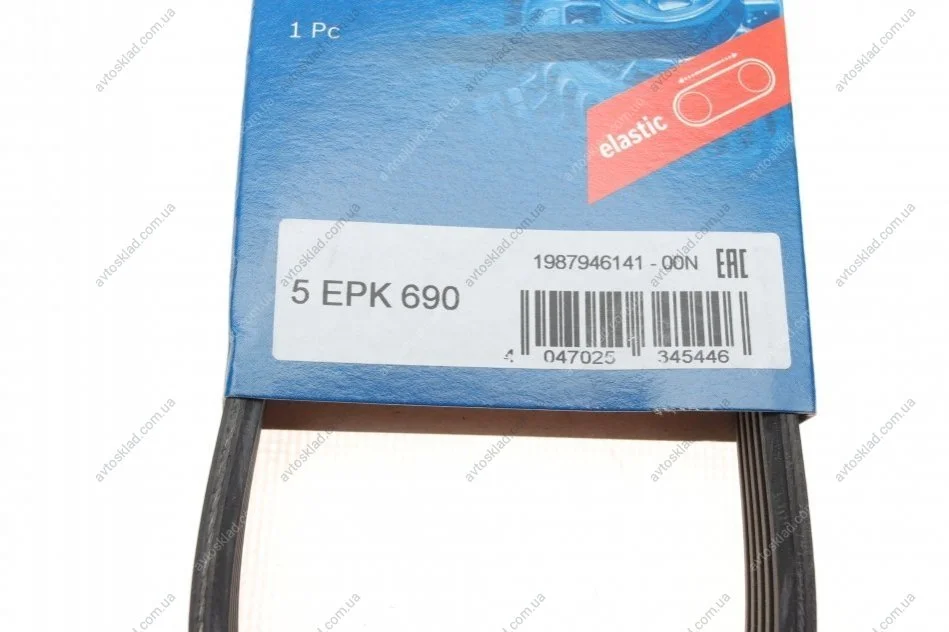 1 Pc
elastic
1987946141 - 00N EAC
5 EPK 690
4 047025 345446
avtosklad.com.ua